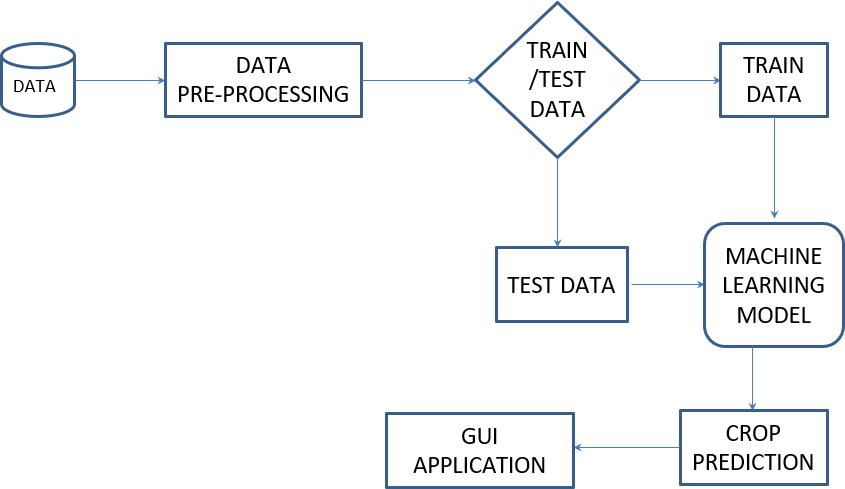 DATA
DATA
PRE-PROCESSING
TRAIN
/TEST
DATA
TRAIN
DATA
TEST DATA
MACHINE
LEARNING
MODEL
GUI
APPLICATION
CROP
PREDICTION